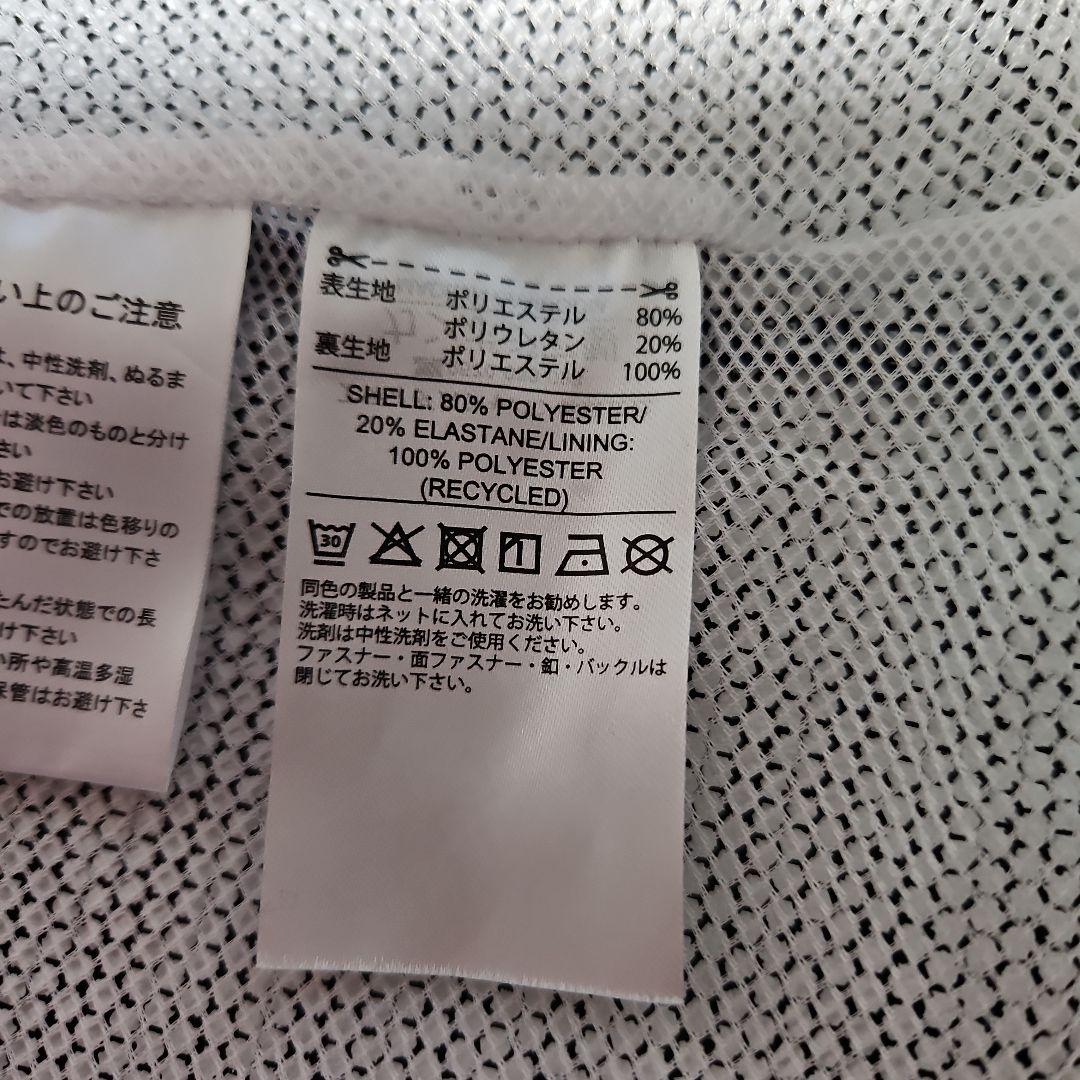 い上のご注意
は、中性洗剤、ぬるま
いて下さい
は淡色のものと分け
さい
お避け下さい
での放置は色移りの
すのでお避け下さ
たんだ状態での長
け下さい
い所や高温多湿
保管はお避け下さ
表生地 ポリエステル 80%
ポリウレタン 20%
裏生地 ポリエステル 100%
SHELL: 80% POLYESTER/
20% ELASTANE/LINING:
100% POLYESTER
(RECYCLED)
30
同色の製品と一緒の洗濯をお勧めします。
洗濯時はネットに入れてお洗い下さい。
洗剤は中性洗剤をご使用ください。
ファスナー・面ファスナー・釦・バックルは
閉じてお洗い下さい。